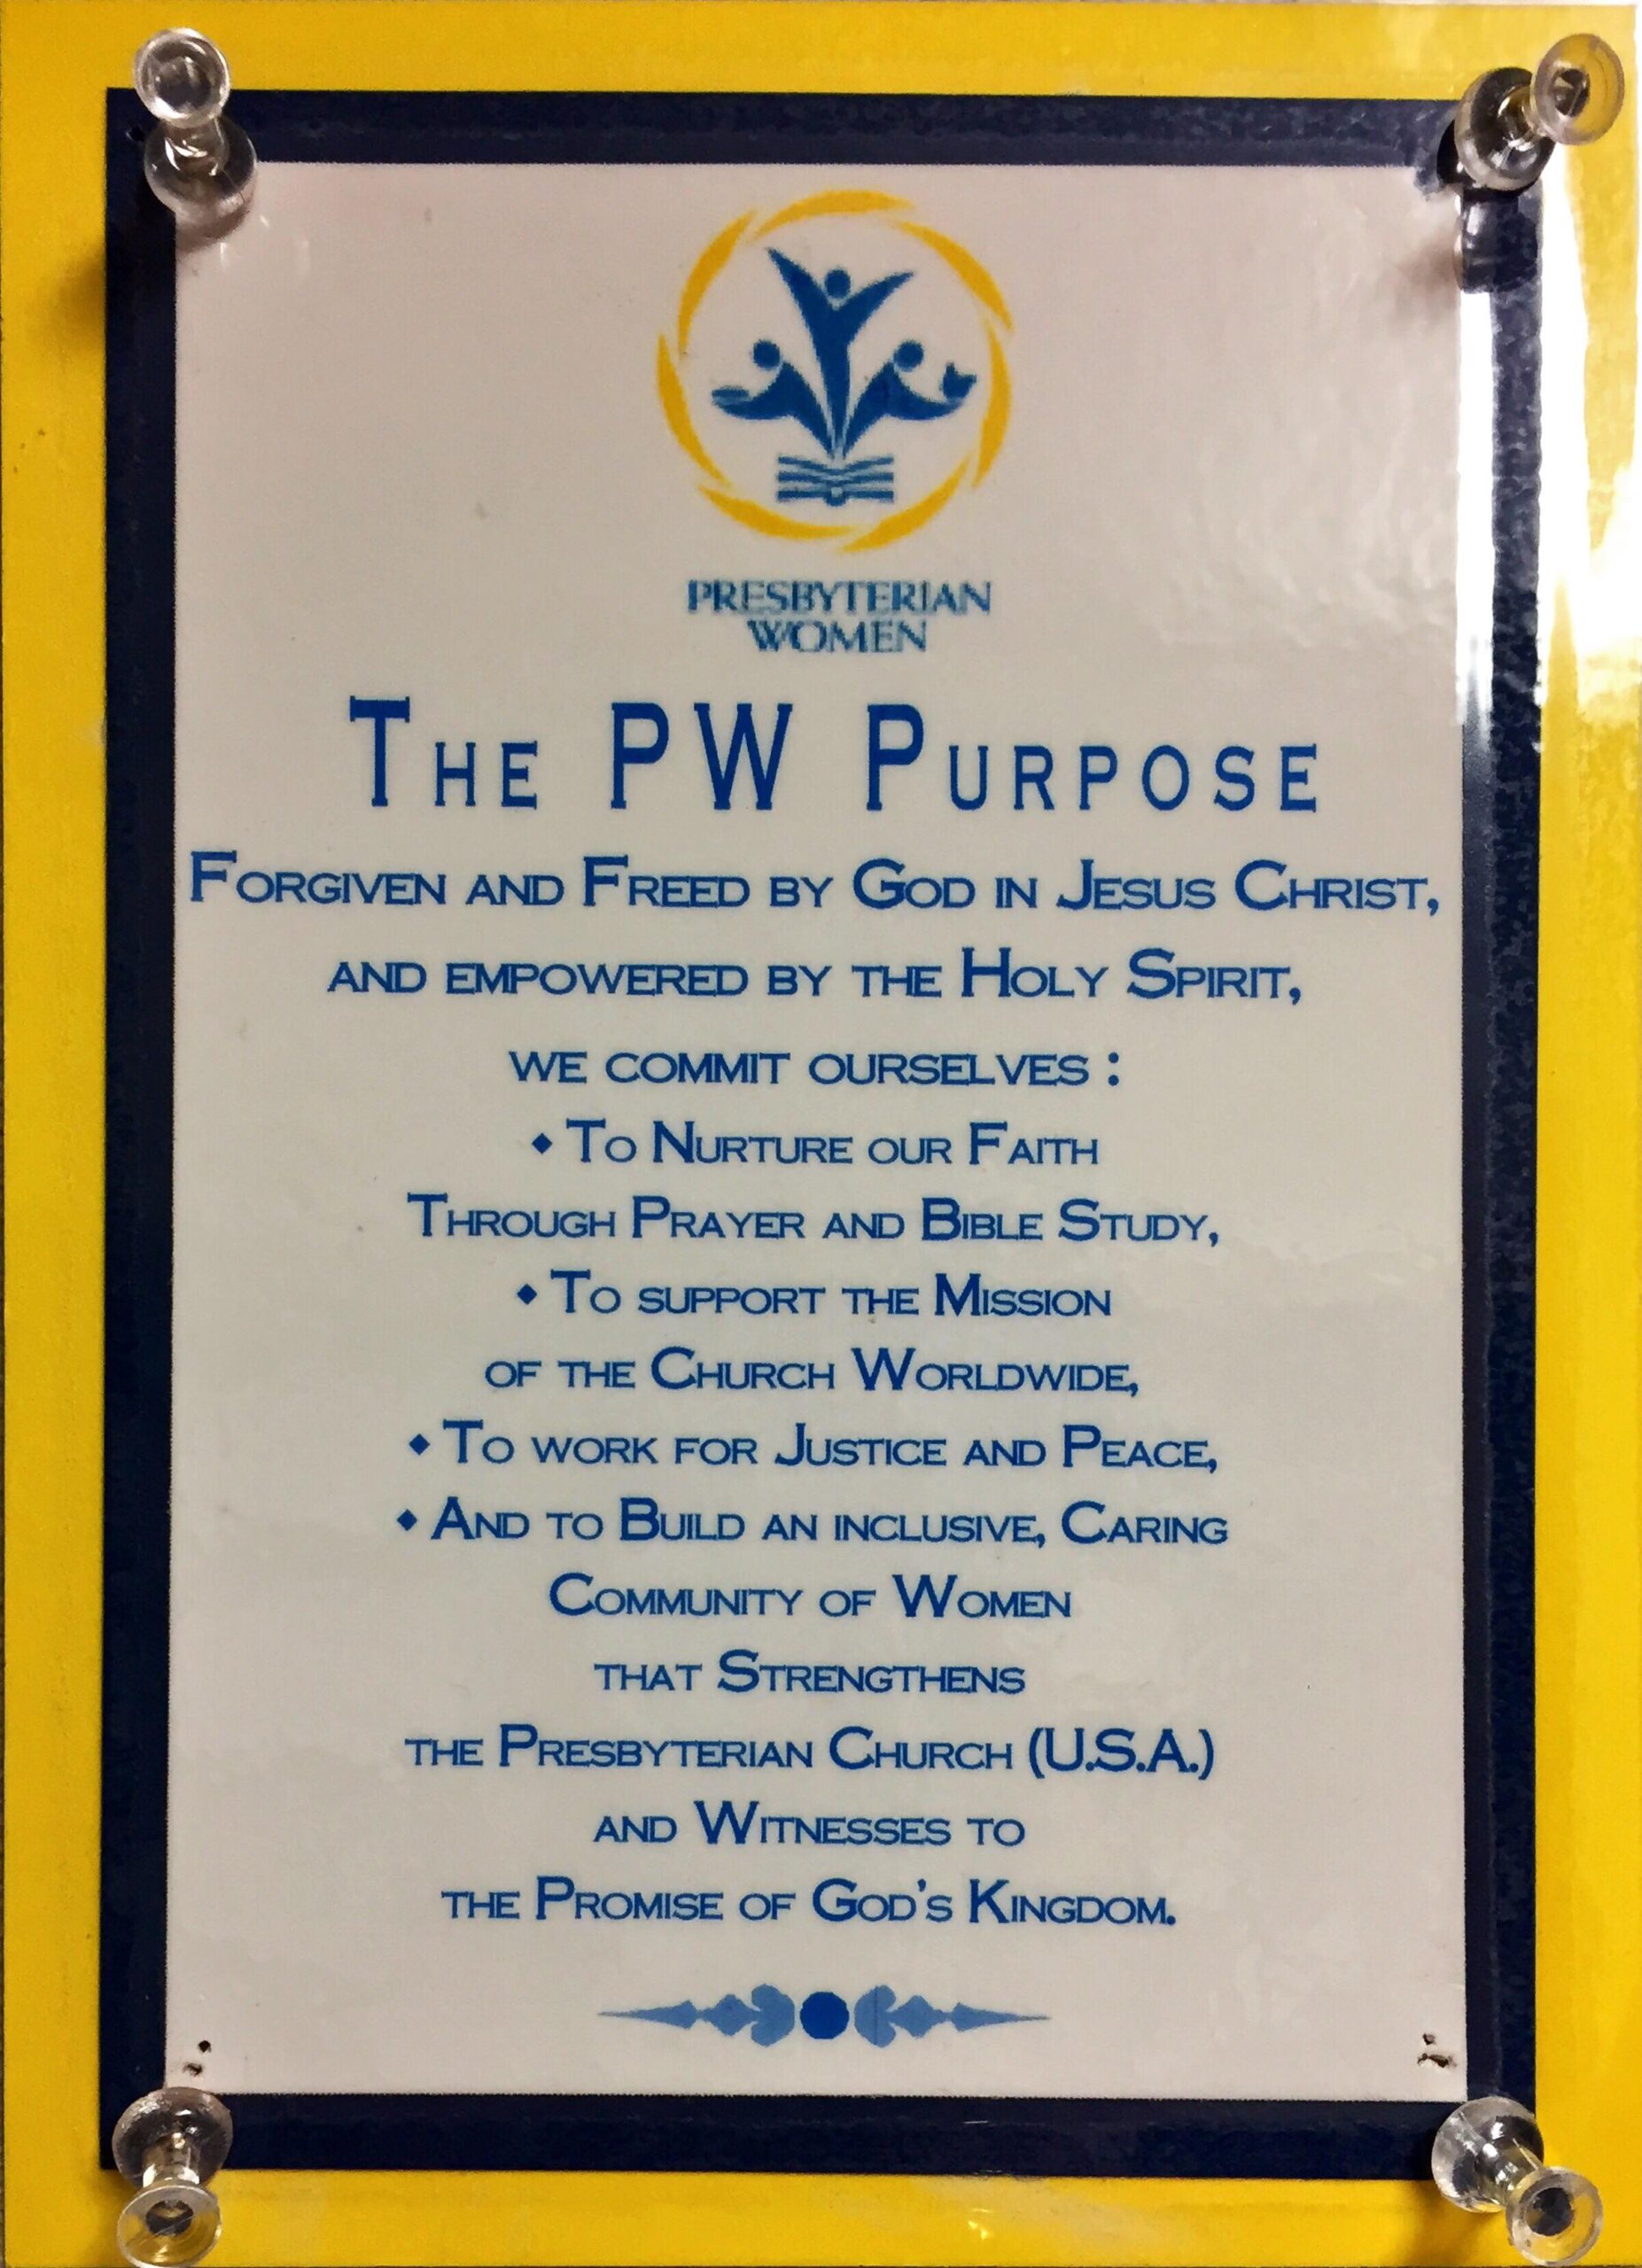 PRESBYTERIAN
WOMEN
THE PW PURPOSE
FORGIVEN AND FREED BY GOD IN JESUS CHRIST,
AND EMPOWERED BY THE HOLY SPIRIT,
WE COMMIT OURSELVES :
• TO NURTURE OUR FAITH
THROUGH PRAYER AND BIBLE STUDY,
• TO SUPPORT THE MISSION
OF THE CHURCH WORLDWIDE,
• TO WORK FOR JUSTICE AND PEACE,
• AND TO BUILD AN INCLUSIVE, CARING
COMMUNITY OF WOMEN
THAT STRENGTHENS
THE PRESBYTERIAN CHURCH (U.S.A.)
AND WITNESSES TO
THE PROMISE OF GOD'S KINGDOM.